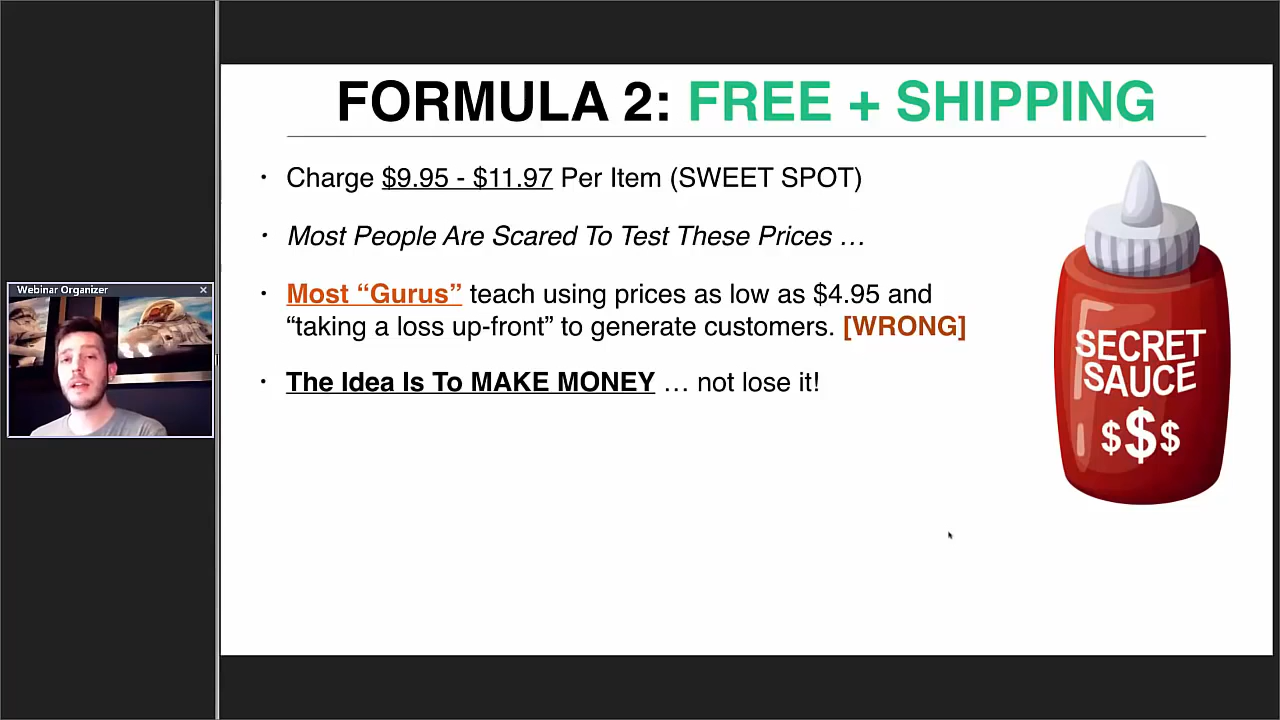 FORMULA 2: FREE + SHIPPING
• Charge $9.95 - $11.97 Per Item (SWEET SPOT)
• Most People Are Scared To Test These Prices …
• Most “Gurus” teach using prices as low as $4.95 and
“taking a loss up-front” to generate customers. [WRONG]
• The Idea Is To MAKE MONEY … not lose it!
SECRET
SAUCE
$$$
Webinar Organizer